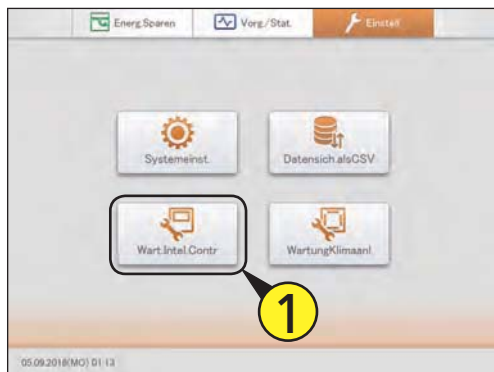 Energ.Sparen Vorg./Stat. Einstell
Systemeinst. Datensich.alsCSV
Wart.Intel.Contr WartungKlimaanl
1
05.09.2018(MO) 01:13